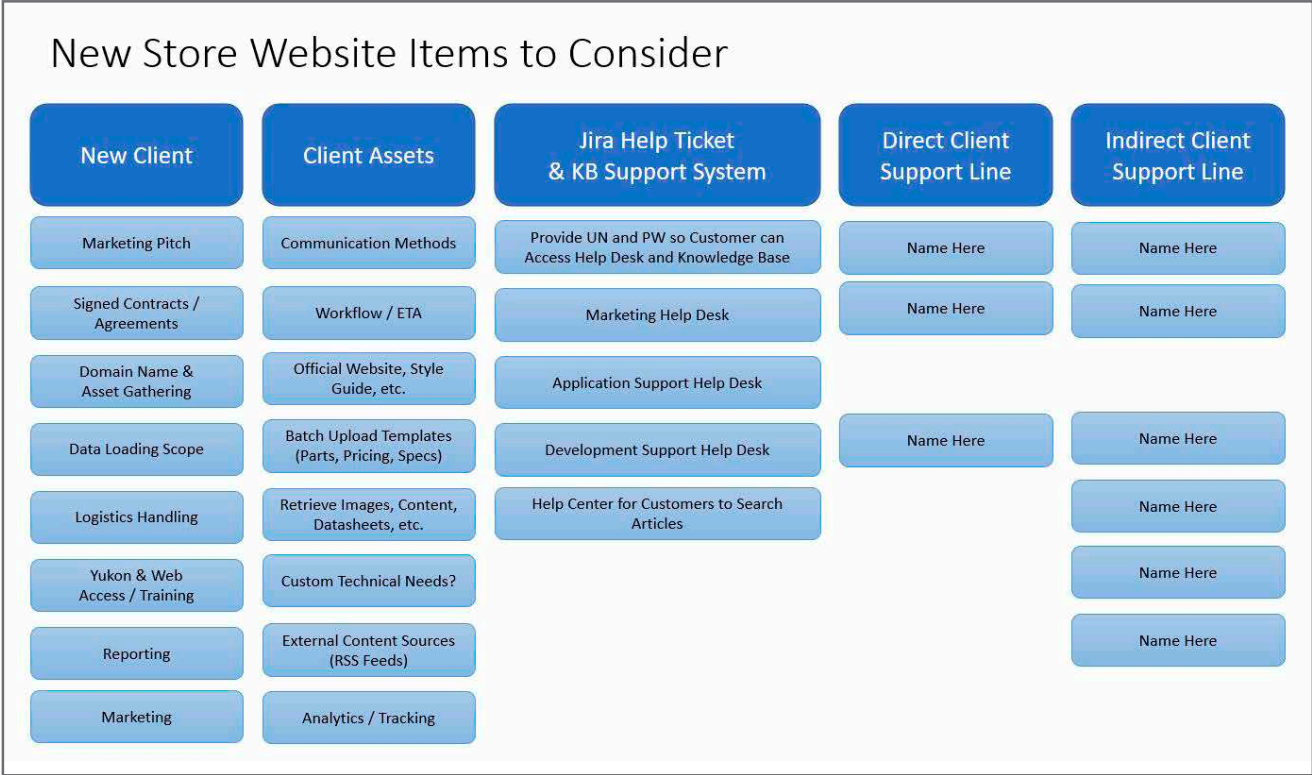 New Store Website Items to Consider
New Client
Marketing Pitch
Signed Contracts /
Agreements
Domain Name &
Asset Gathering
Data Loading Scope
Logistics Handling
Yukon & Web
Access / Training
Reporting
Marketing
Client Assets
Communication Methods
Workflow / ETA
Official Website, Style
Guide, etc.
Batch Upload Templates
(Parts, Pricing, Specs)
Retrieve Images, Content,
Datasheets, etc.
Custom Technical Needs?
External Content Sources
(RSS Feeds)
Analytics / Tracking
Jira Help Ticket
& KB Support System
Provide UN and PW so Customer can
Access Help Desk and Knowledge Base
Marketing Help Desk
Application Support Help Desk
Development Support Help Desk
Help Center for Customers to Search
Articles
Direct Client
Support Line
Name Here
Name Here
Name Here
Indirect Client
Support Line
Name Here
Name Here
Name Here
Name Here
Name Here
Name Here